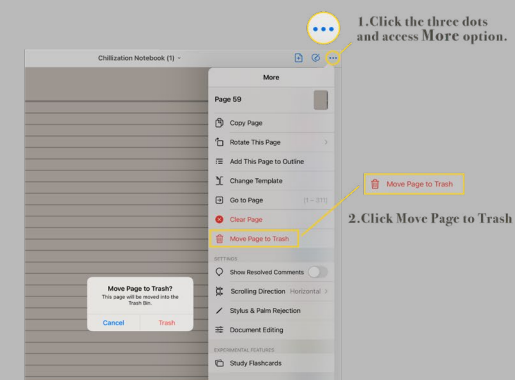 1.Click the three dots
and access More option.
Chillization Notebook (1)
More
Page 59
Copy Page
Rotate This Page
Add This Page to Outline
Change Template
Go to Page
Clear Page
Move Page to Trash
Move Page to Trash
2.Click Move Page to Trash
SETTINGS
Show Resolved Comments
Scrolling Direction Horizontal
Stylus & Palm Rejection
Document Editing
EXPERIMENTAL FEATURES
Study Flashcards
Move Page to Trash?
This page will be moved into the
Trash Bin.
Cancel Trash